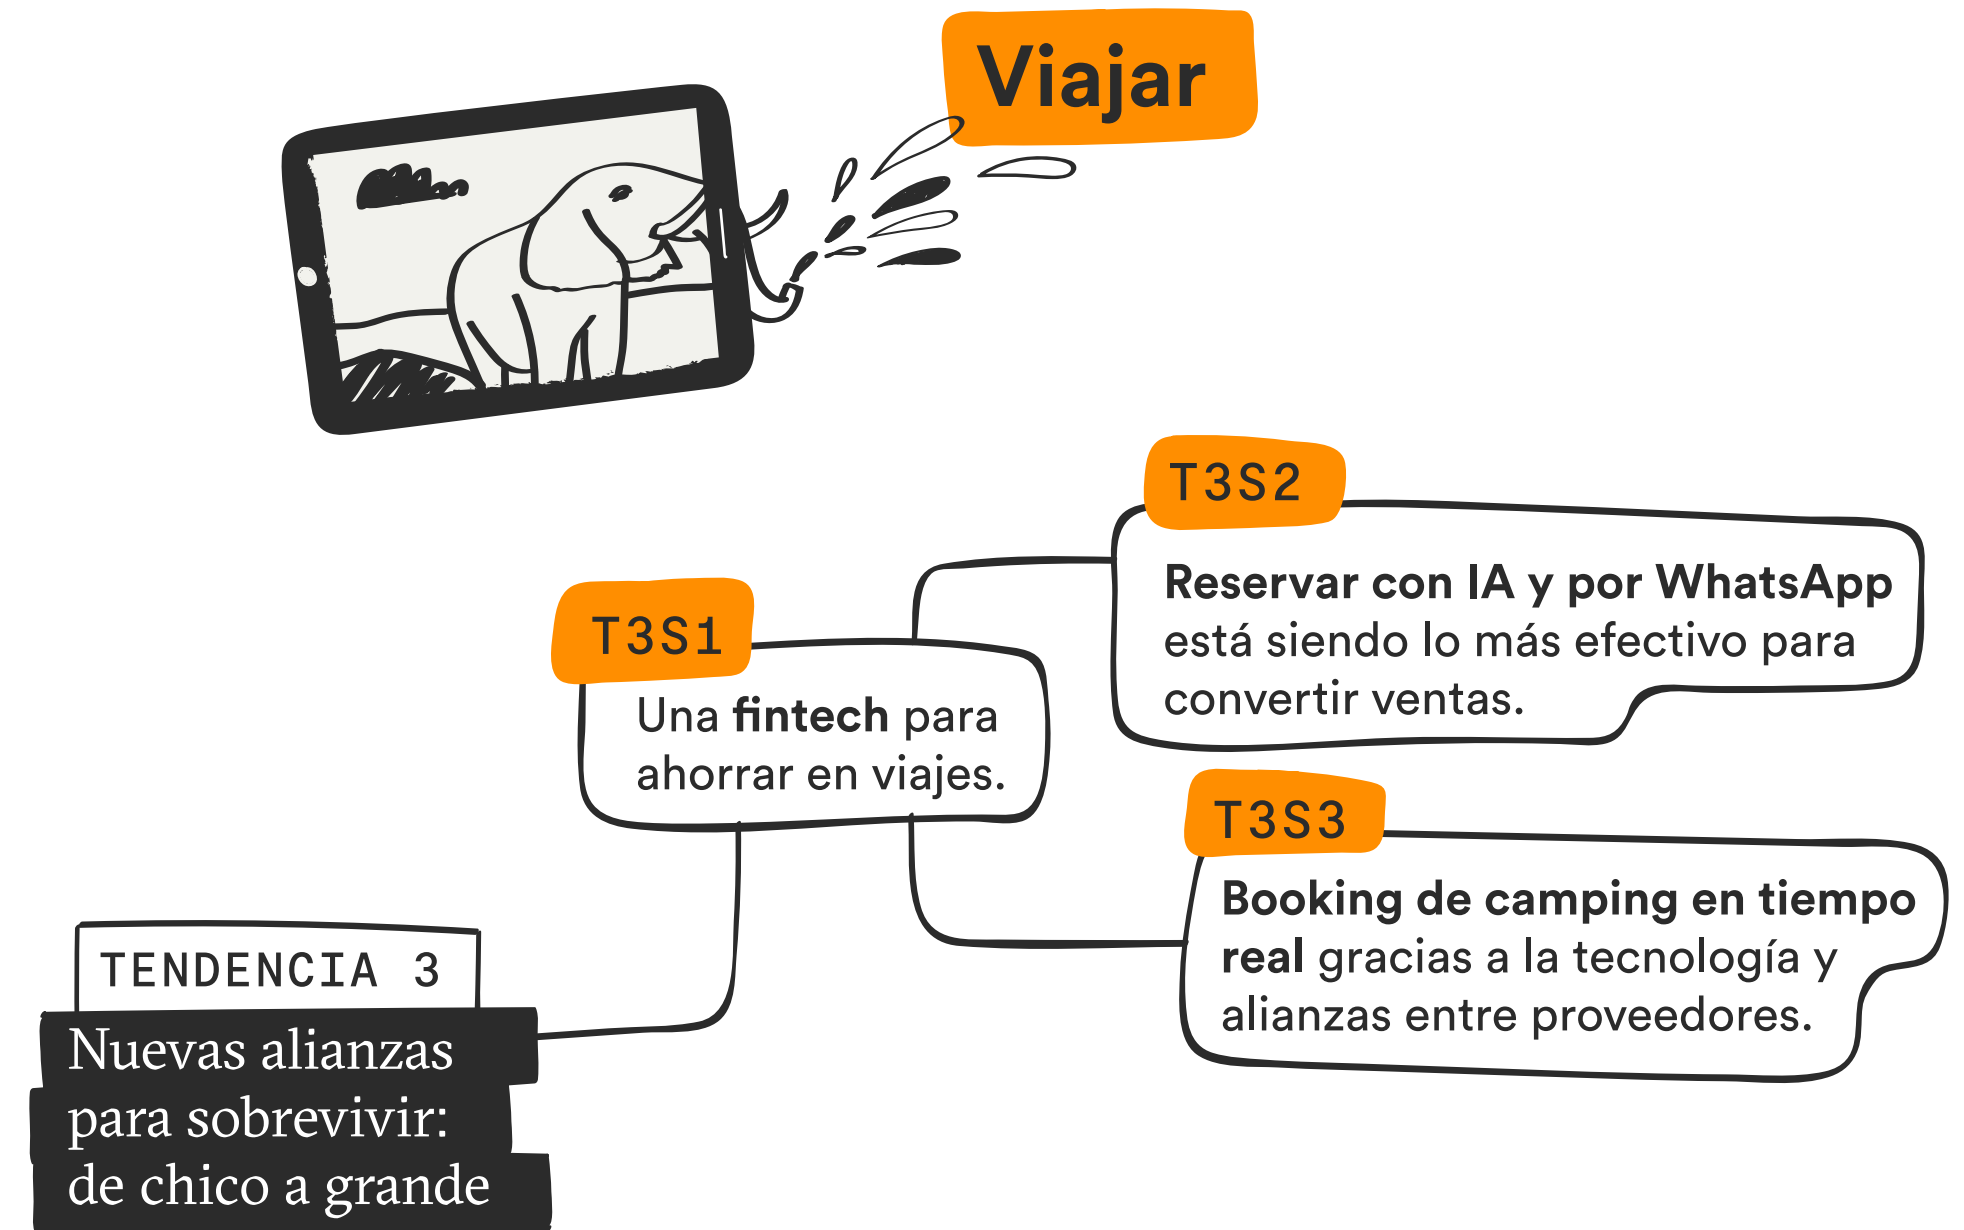 Viajar
T3S2
Reservar con IA y por WhatsApp
está siendo lo más efectivo para
convertir ventas.
T3S1
Una fintech para
ahorrar en viajes.
T3S3
Booking de camping en tiempo
real gracias a la tecnología y
alianzas entre proveedores.
TENDENCIA 3
Nuevas alianzas
para sobrevivir:
de chico a grande